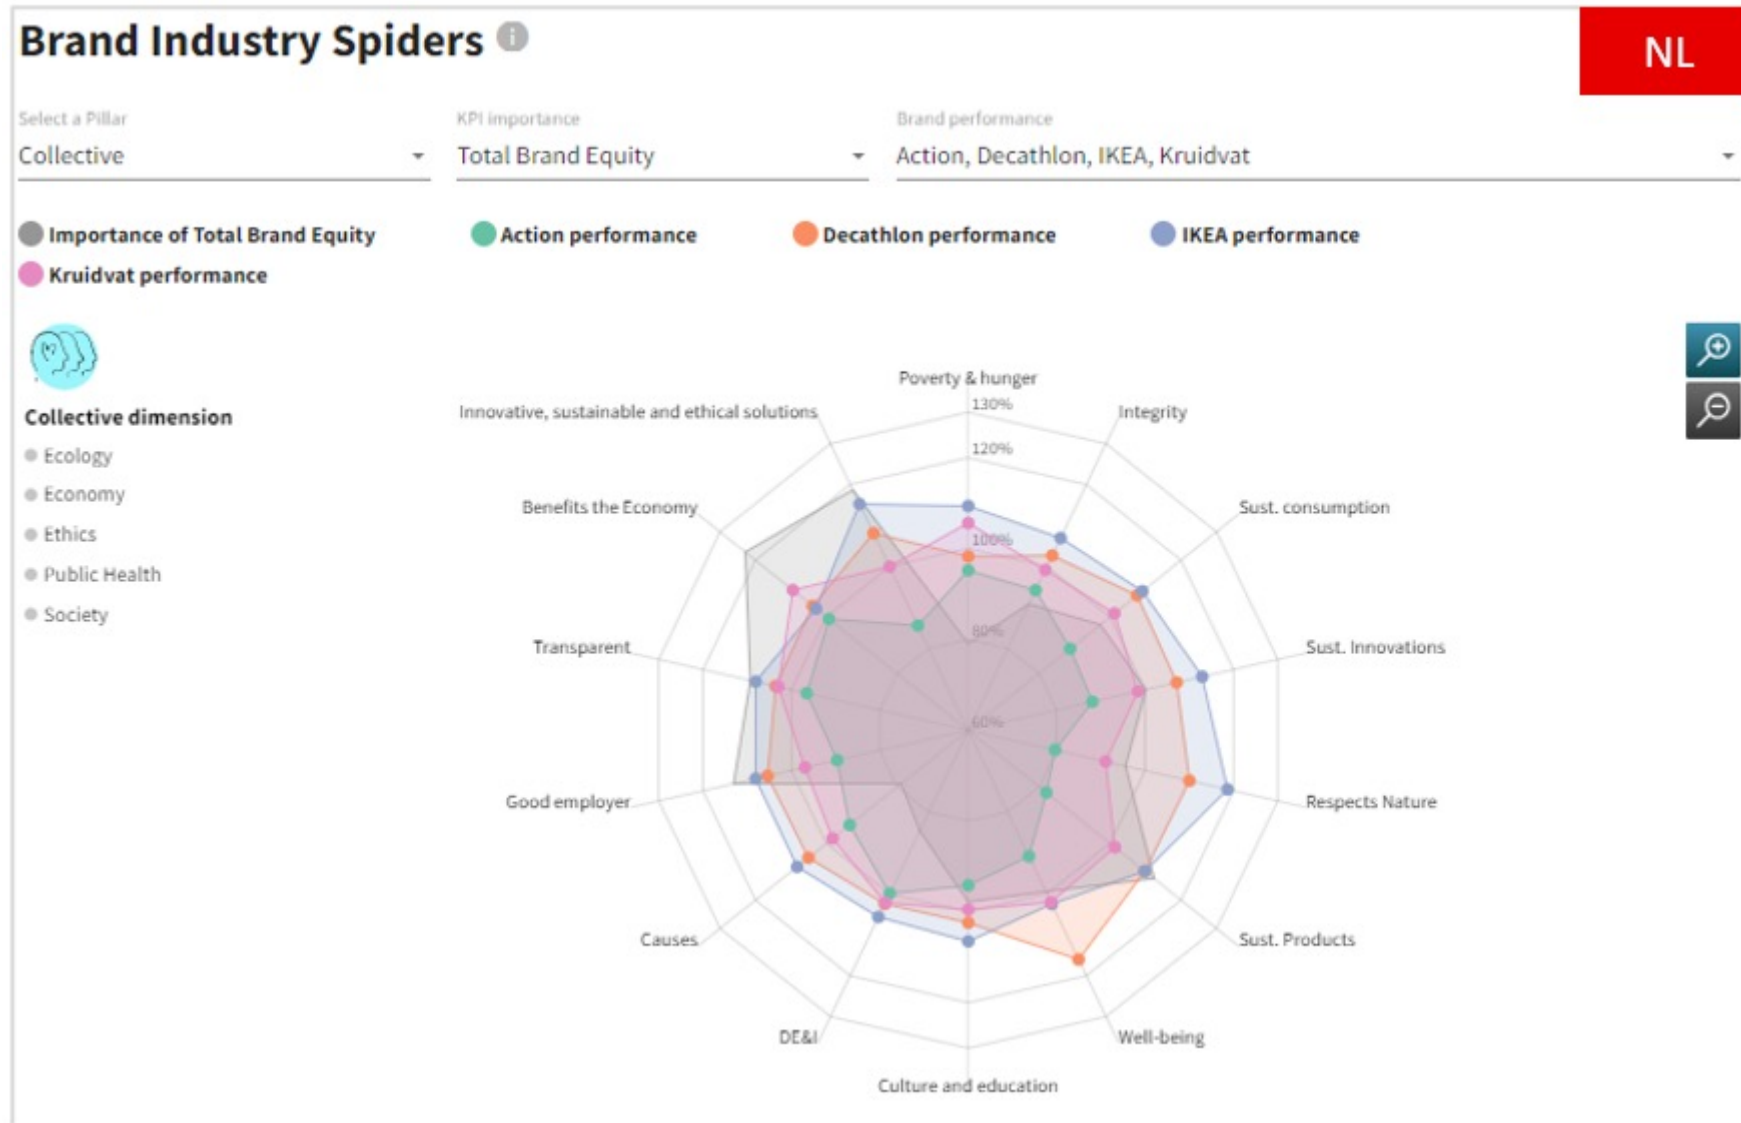 Brand Industry Spiders
NL
Select a Pillar
Collective
KPI importance
Total Brand Equity
Brand performance
Action, Decathlon, IKEA, Kruidvat
Importance of Total Brand Equity
Action performance
Decathlon performance
IKEA performance
Kruidvat performance
Collective dimension
Ecology
Economy
Ethics
Public Health
Society
Poverty & hunger
130%
120%
100%
80%
60%
Integrity
Sust. consumption
Sust. Innovations
Respects Nature
Sust. Products
Well-being
Culture and education
DE&I
Causes
Good employer
Transparent
Benefits the Economy
Innovative, sustainable and ethical solutions